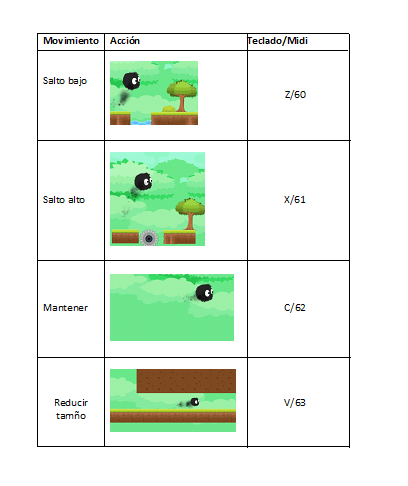 Movimiento Acción Teclado/Midi
Salto bajo Z/60
Salto alto X/61
Mantener C/62
Reducir
tamño V/63